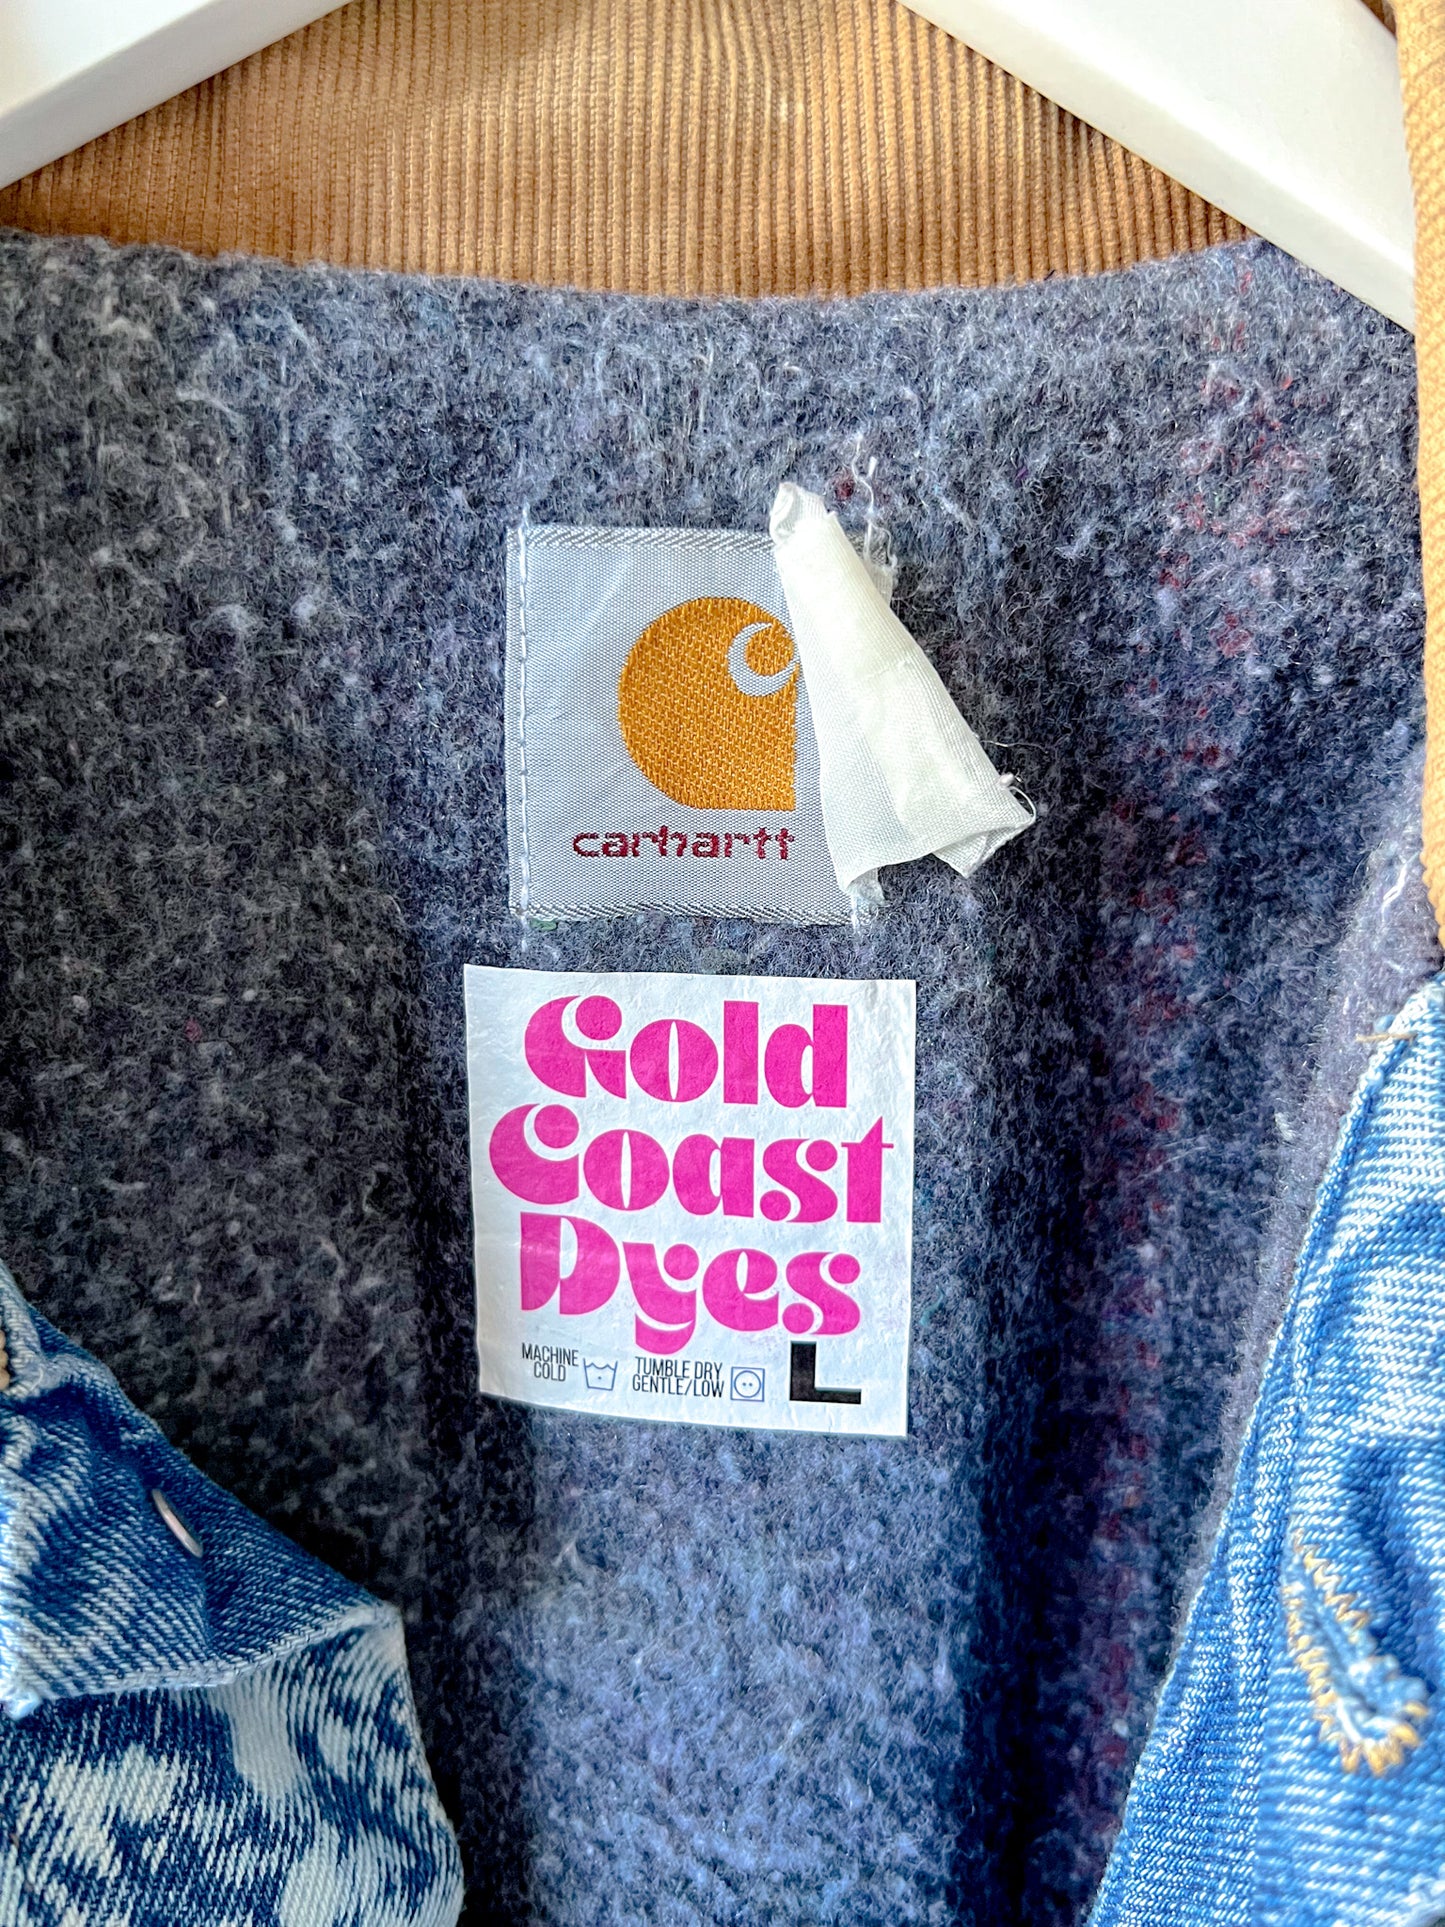 carhartt
Gold
Coast
Dyes
MACHINE
COLD
TUMBLE DRY
GENTLE/LOW
L